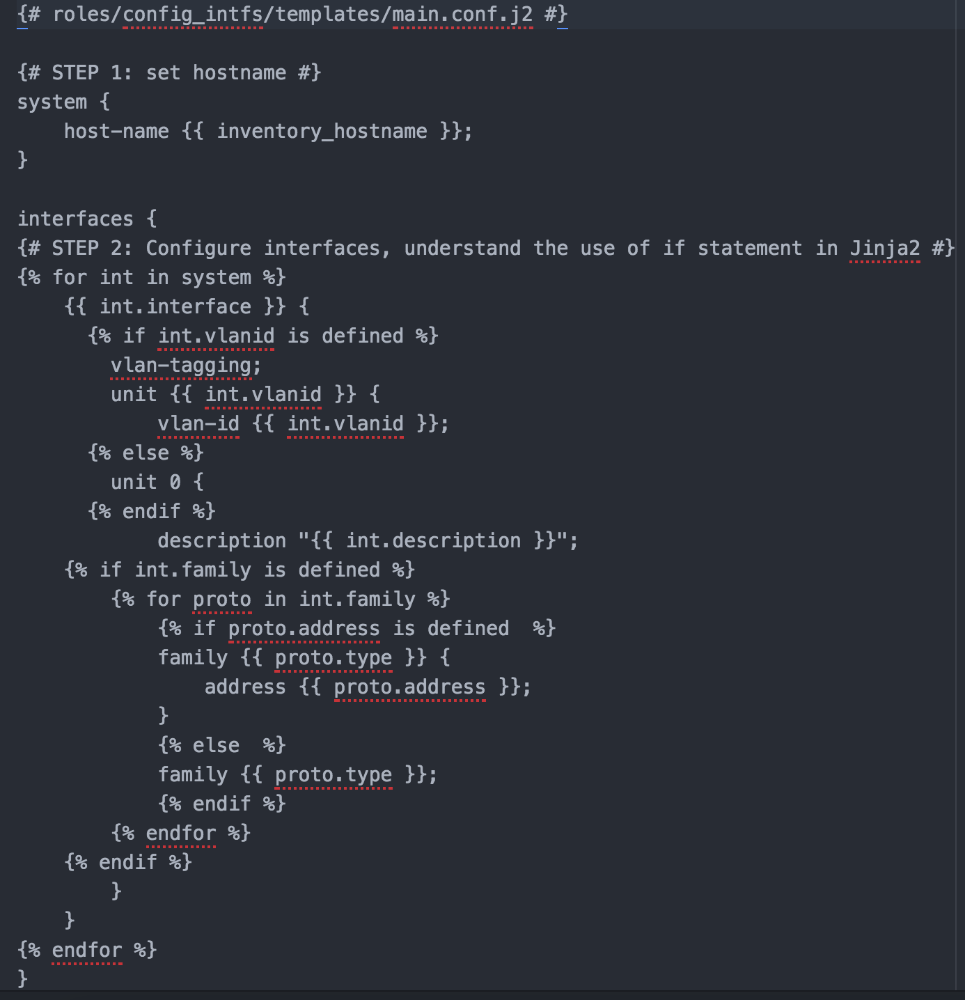 {# roles/config_intfs/templates/main.conf.j2 #}
{# STEP 1: set hostname #}
system {
    host-name {{ inventory_hostname }};
}
interfaces {
{# STEP 2: Configure interfaces, understand the use of if statement in Jinja2 #}
{% for int in system %}
    {{ int.interface }} {
      {% if int.vlanid is defined %}
        vlan-tagging;
        unit {{ int.vlanid }} {
            vlan-id {{ int.vlanid }};
      {% else %}
        unit 0 {
      {% endif %}
            description "{{ int.description }}";
    {% if int.family is defined %}
        {% for proto in int.family %}
            {% if proto.address is defined  %}
            family {{ proto.type }} {
                address {{ proto.address }};
            }
            {% else  %}
            family {{ proto.type }};
            {% endif %}
        {% endfor %}
    {% endif %}
        }
    }
{% endfor %}
}